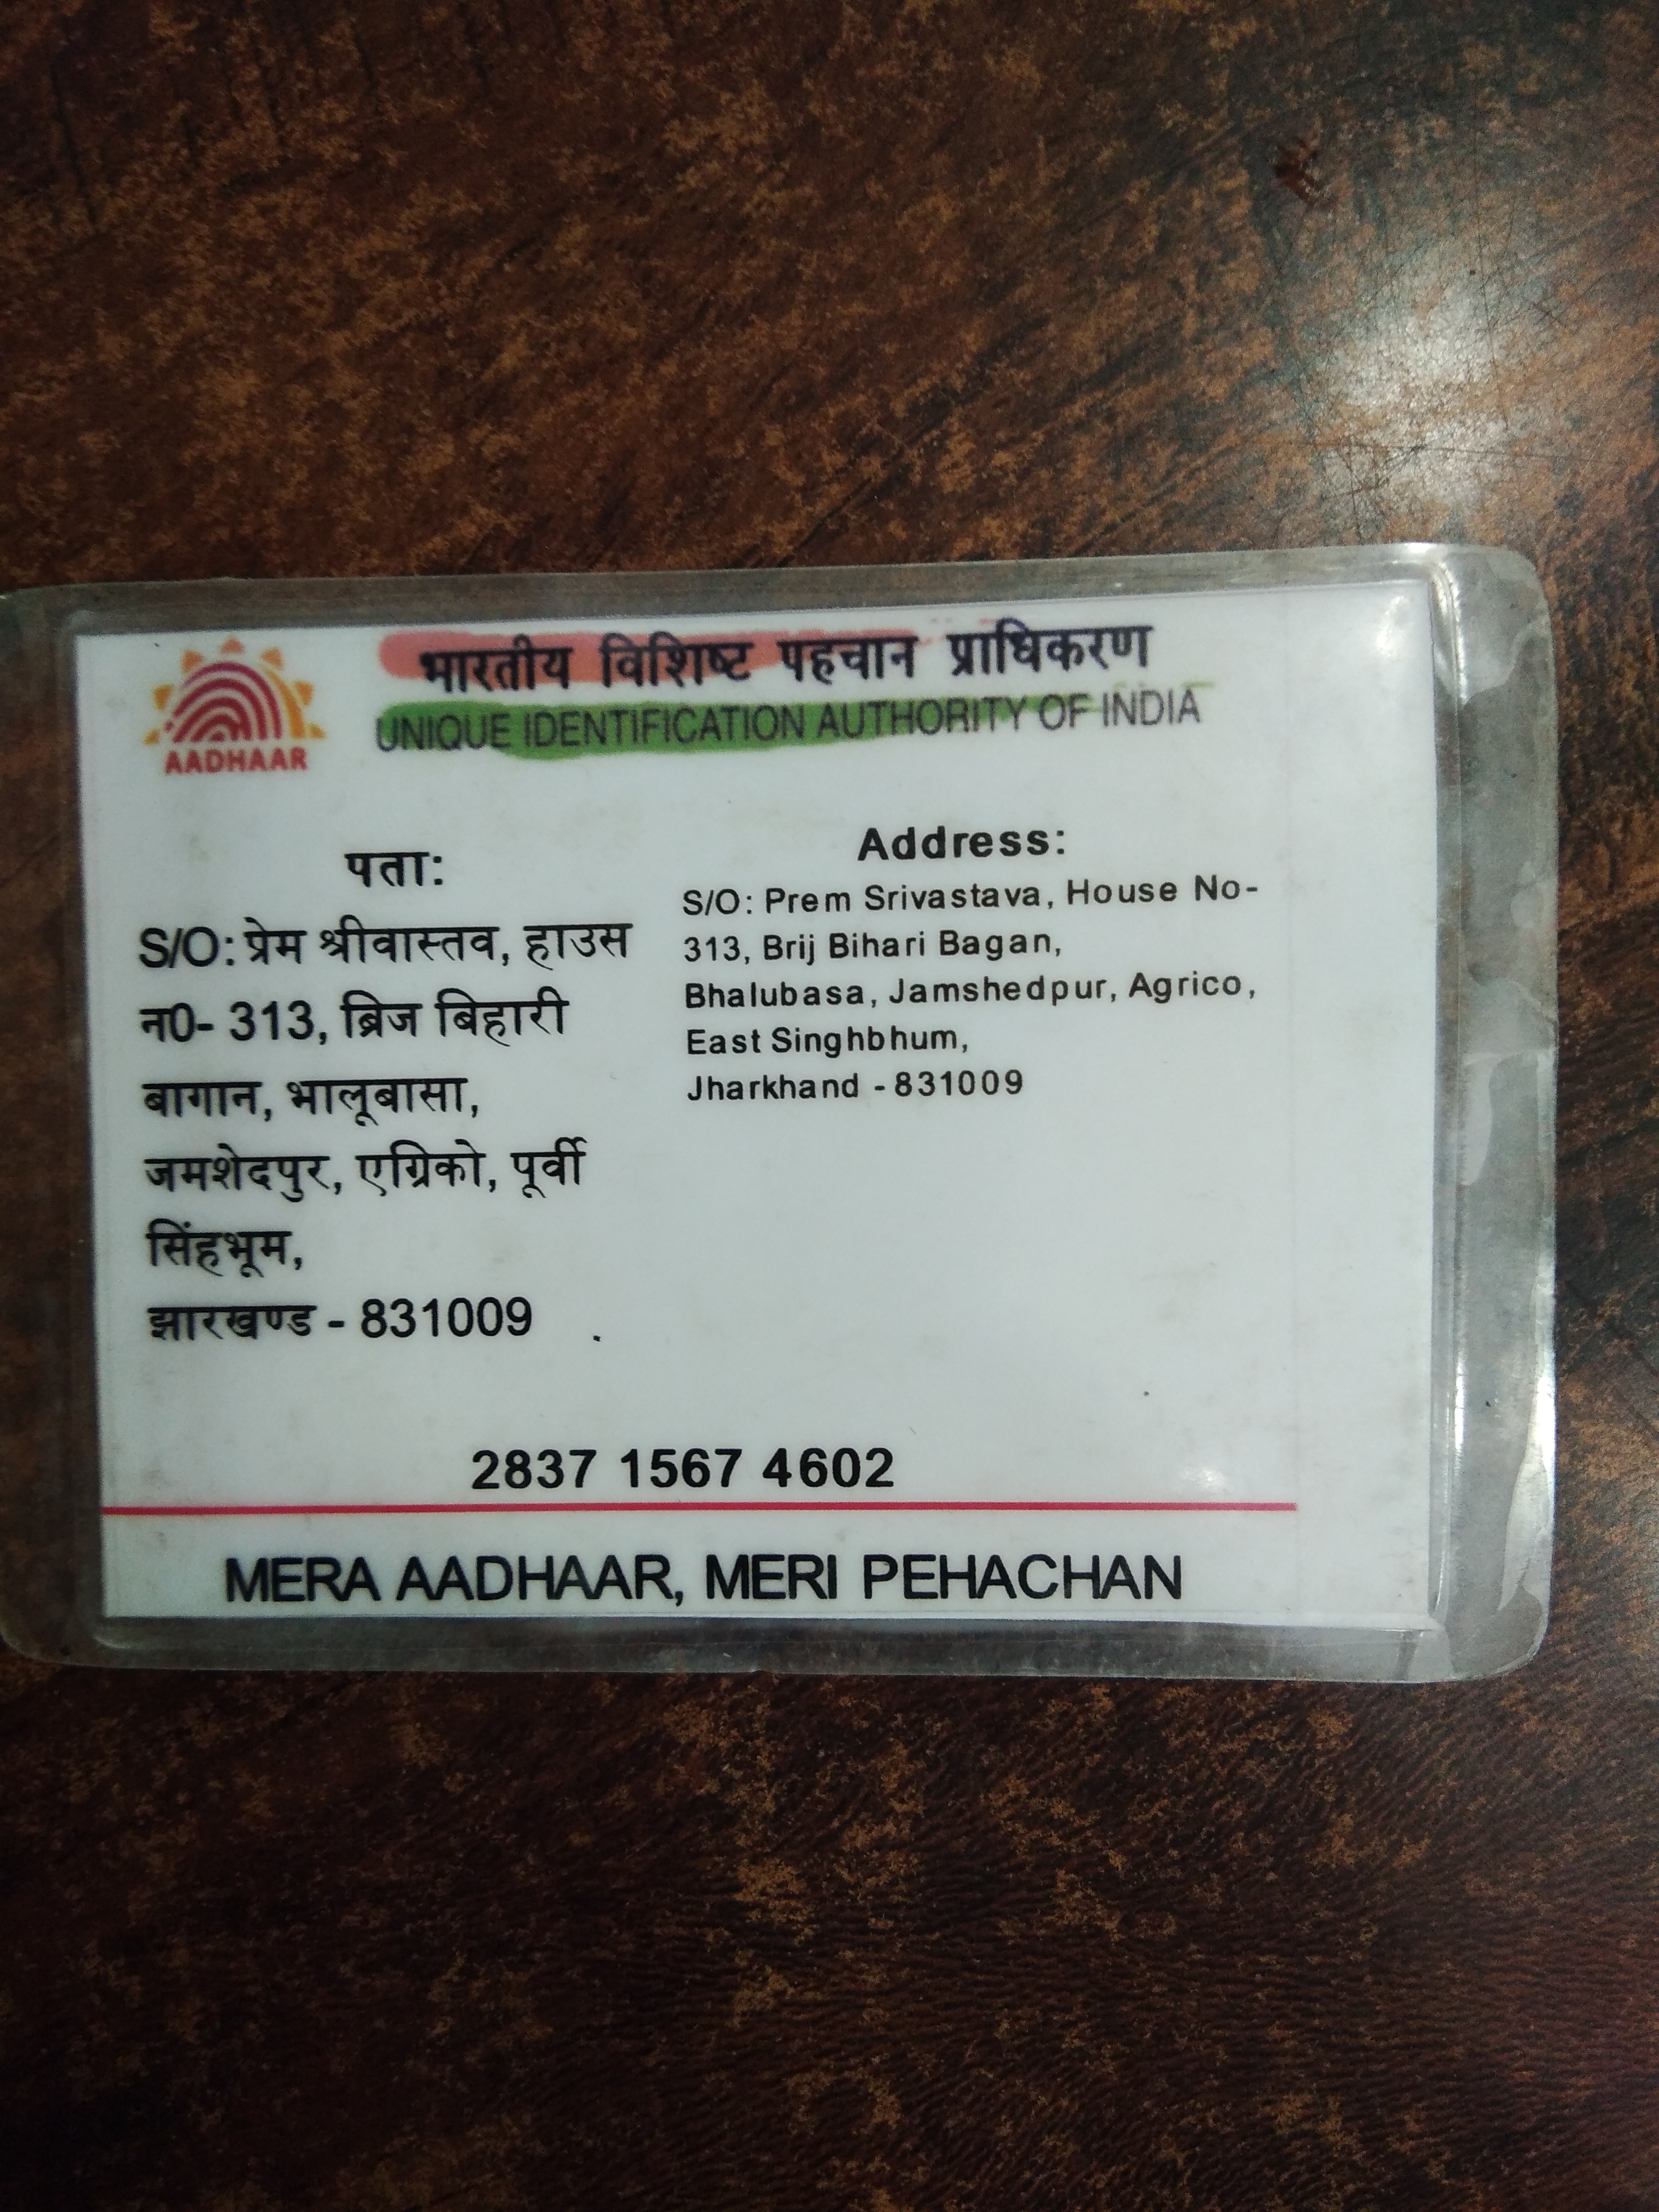 भारतीय विशिष्ट पहचान प्राधिकरण
UNIQUE IDENTIFICATION AUTHORITY OF INDIA
AADHAAR
पता:
S/O: प्रेम श्रीवास्तव, हाउस
न0- 313, ब्रिज बिहारी
बागान, भालूबासा,
जमशेदपुर, एग्रिको, पूर्वी
सिंहभूम,
झारखण्ड - 831009
Address:
S/O: Prem Srivastava, House No-
313, Brij Bihari Bagan,
Bhalubasa, Jamshedpur, Agrico,
East Singhbhum,
Jharkhand - 831009
2837 1567 4602
MERA AADHAAR, MERI PEHACHAN